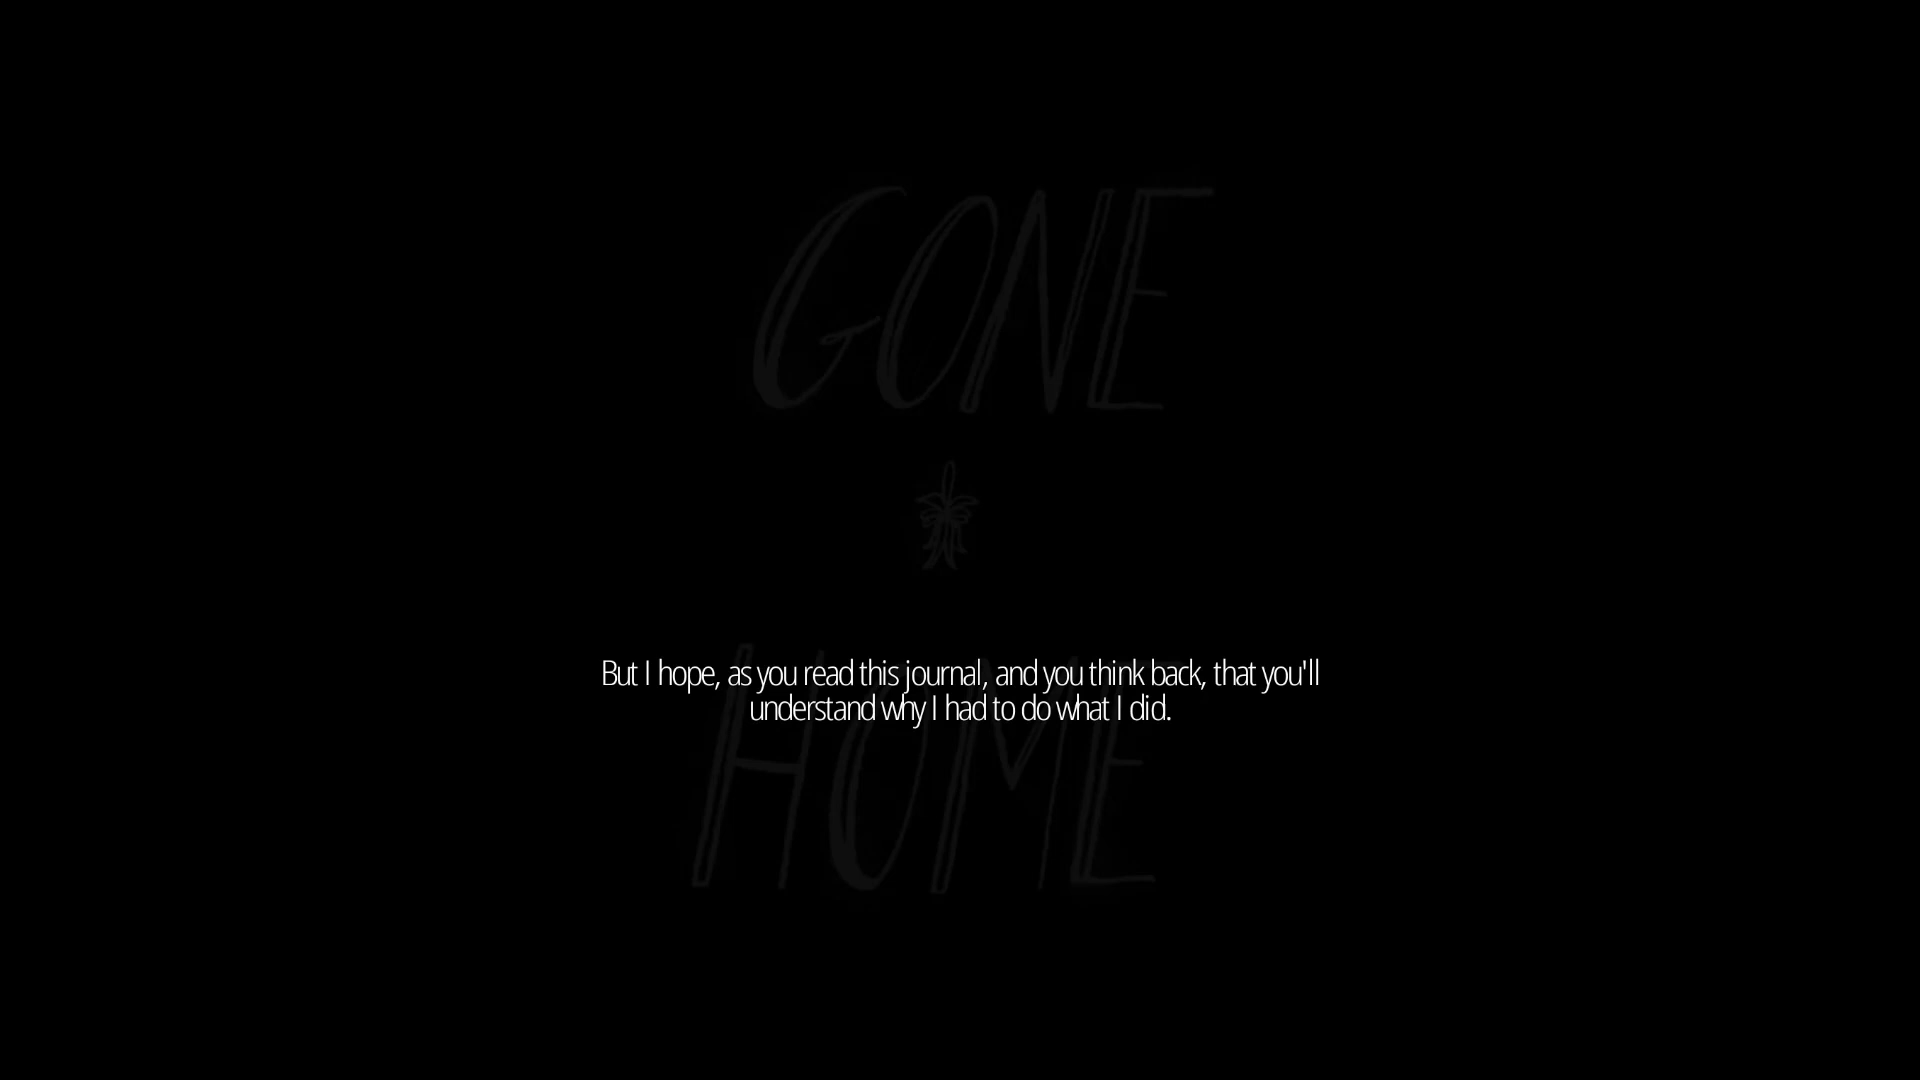 GONE
HOME
But I hope, as you read this journal, and you think back, that you'll
understand why I had to do what I did.